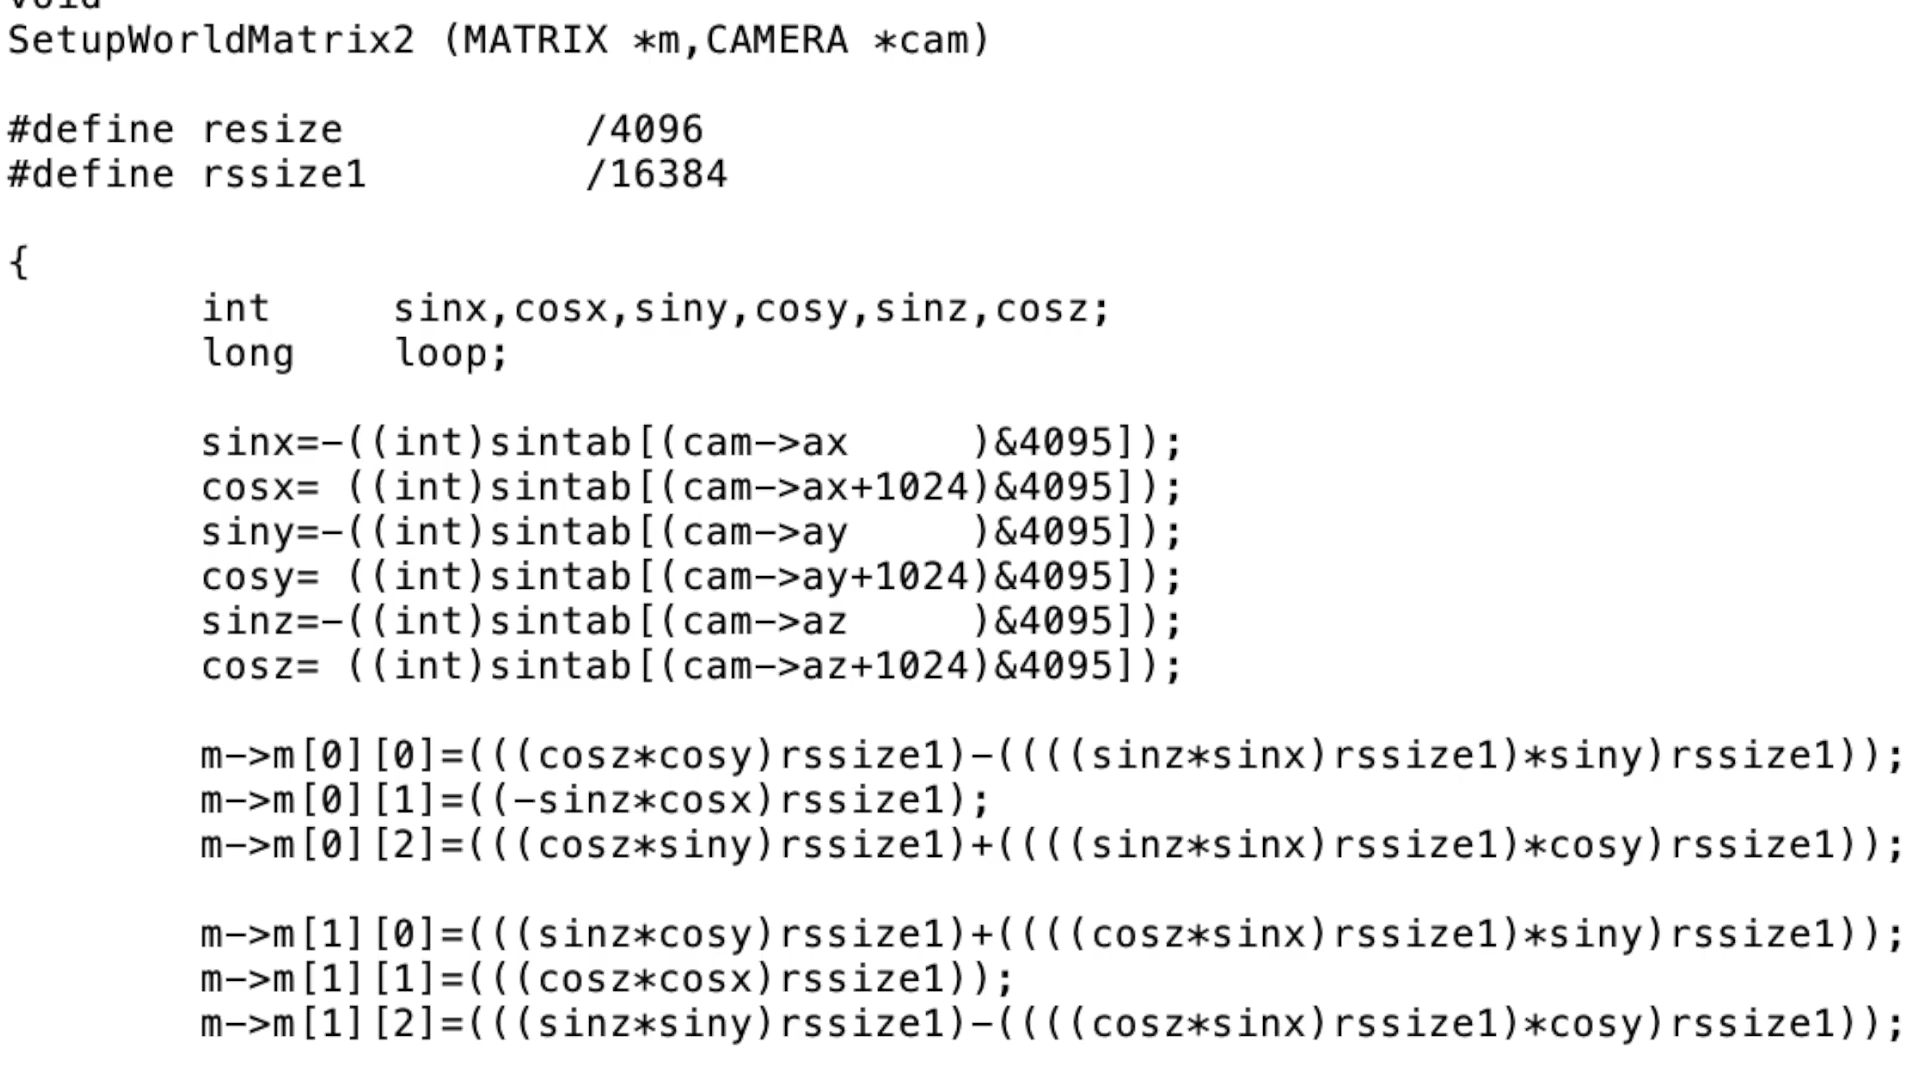 void
SetupWorldMatrix2 (MATRIX *m,CAMERA *cam)
#define resize          /4096
#define rssize1         /16384
{
        int     sinx,cosx,siny,cosy,sinz,cosz;
        long    loop;
        sinx=-((int)sintab[(cam->ax     )&4095]);
        cosx= ((int)sintab[(cam->ax+1024)&4095]);
        siny=-((int)sintab[(cam->ay     )&4095]);
        cosy= ((int)sintab[(cam->ay+1024)&4095]);
        sinz=-((int)sintab[(cam->az     )&4095]);
        cosz= ((int)sintab[(cam->az+1024)&4095]);
        m->m[0][0]=(((cosz*cosy)rssize1)-((((sinz*sinx)rssize1)*siny)rssize1));
        m->m[0][1]=((-sinz*cosx)rssize1);
        m->m[0][2]=(((cosz*siny)rssize1)+((((sinz*sinx)rssize1)*cosy)rssize1));
        m->m[1][0]=(((sinz*cosy)rssize1)+((((cosz*sinx)rssize1)*siny)rssize1));
        m->m[1][1]=(((cosz*cosx)rssize1));
        m->m[1][2]=(((sinz*siny)rssize1)-((((cosz*sinx)rssize1)*cosy)rssize1));